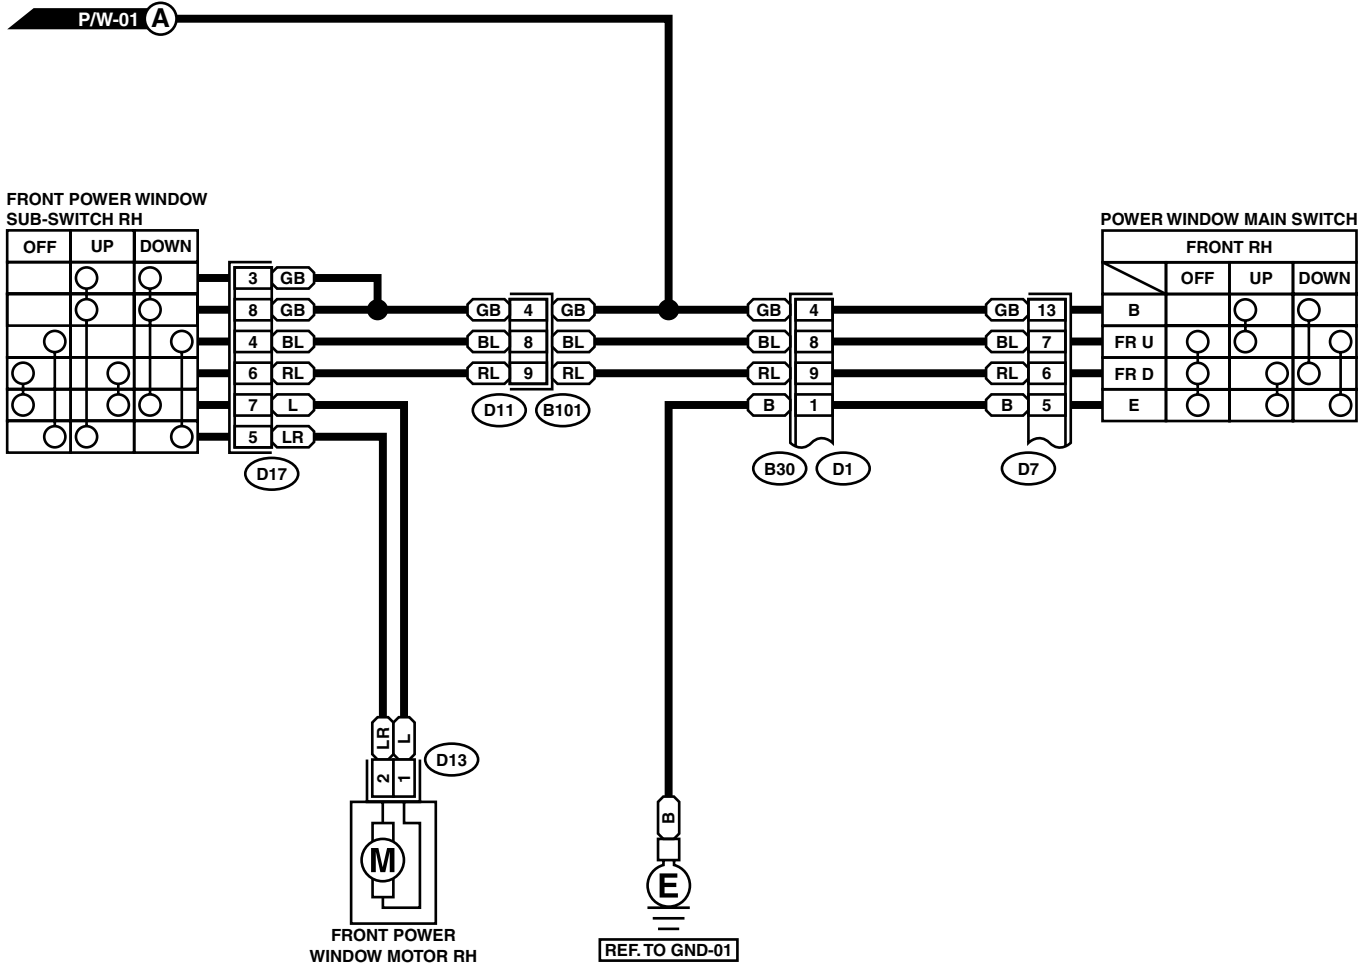 P/W-01 A
FRONT POWER WINDOW
SUB-SWITCH RH
OFF UP DOWN
POWER WINDOW MAIN SWITCH
FRONT RH
OFF UP DOWN
3 GB
8 GB GB 4 GB GB 4 GB 13 B
4 BL BL 8 BL BL 8 BL 7 FR U
6 RL RL 9 RL RL 9 RL 6 FR D
7 L B 1 B 5 E
5 LR
D11 B101
D17 B30 D1 D7
LR L
D13
2 1
B
M
E
FRONT POWER
WINDOW MOTOR RH
REF. TO GND-01